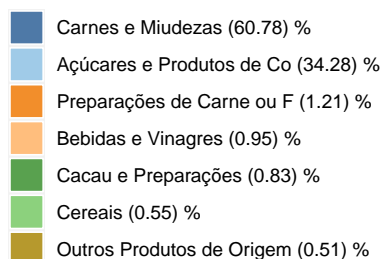 Carnes e Miudezas (60.78) %
Açúcares e Produtos de Co (34.28) %
Preparações de Carne ou F (1.21) %
Bebidas e Vinagres (0.95) %
Cacau e Preparações (0.83) %
Cereais (0.55) %
Outros Produtos de Origem (0.51) %